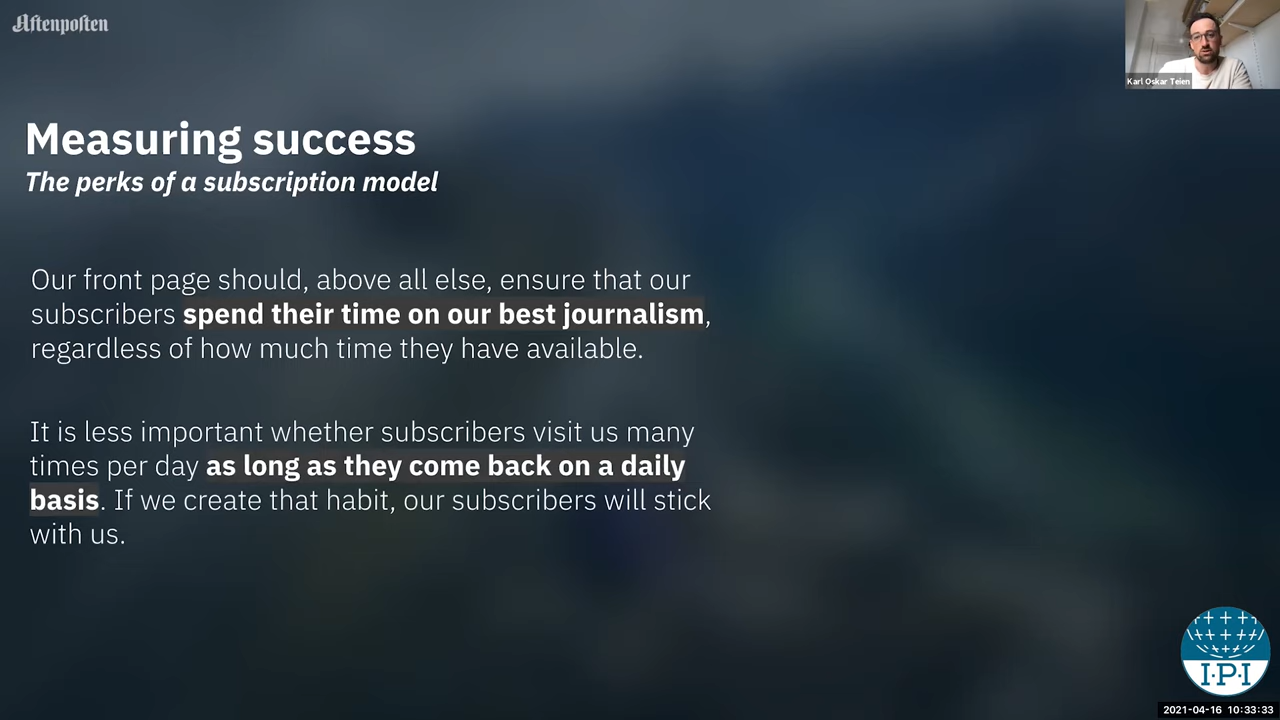 Aftenposten
Karl Oskar Teien
Measuring success
The perks of a subscription model
Our front page should, above all else, ensure that our
subscribers spend their time on our best journalism,
regardless of how much time they have available.
It is less important whether subscribers visit us many
times per day as long as they come back on a daily
basis. If we create that habit, our subscribers will stick
with us.
I·P·I
2021-04-16 10:33:33